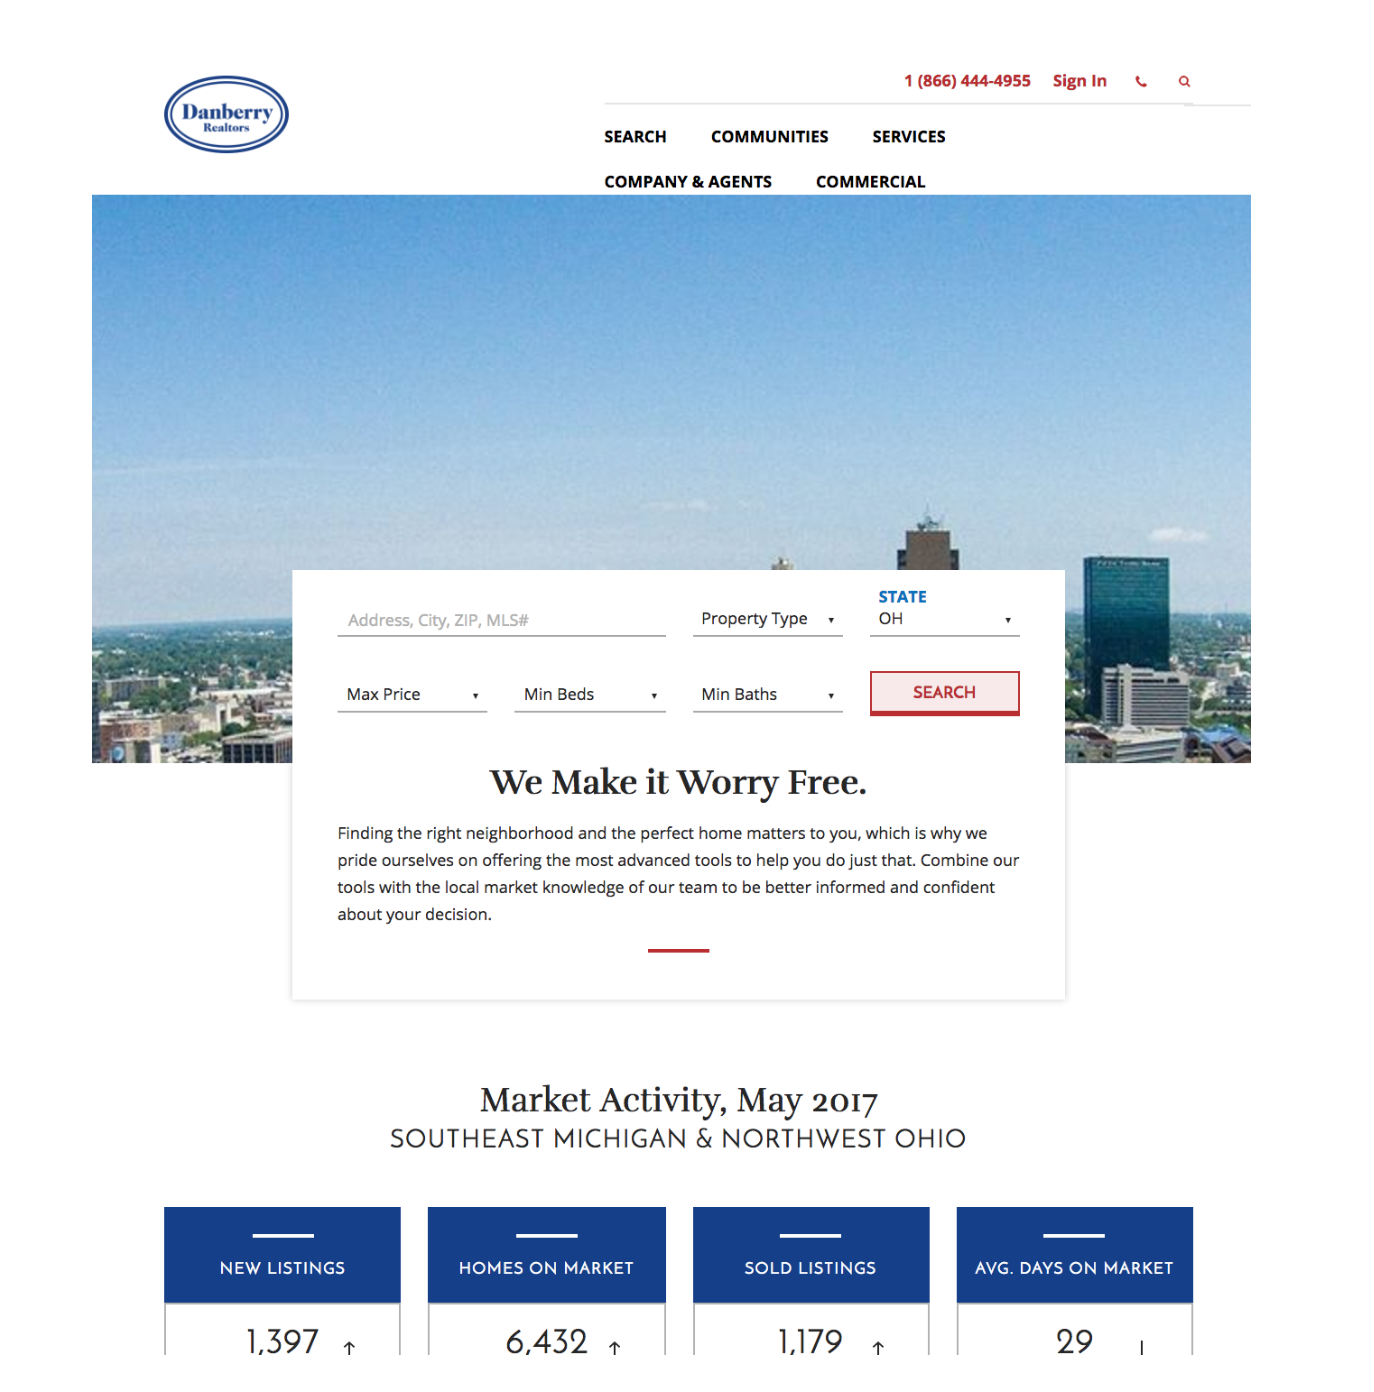 Danberry
Realtors
1 (866) 444-4955 Sign In
SEARCH COMMUNITIES SERVICES
COMPANY & AGENTS COMMERCIAL
FIFTH THIRD BANK
STATE
Address, City, ZIP, MLS# Property Type OH
Max Price Min Beds Min Baths SEARCH
We Make it Worry Free.
Finding the right neighborhood and the perfect home matters to you, which is why we
pride ourselves on offering the most advanced tools to help you do just that. Combine our
tools with the local market knowledge of our team to be better informed and confident
about your decision.
Market Activity, May 2017
SOUTHEAST MICHIGAN & NORTHWEST OHIO
NEW LISTINGS HOMES ON MARKET SOLD LISTINGS AVG. DAYS ON MARKET
1,397 ↑ 6,432 ↑ 1,179 ↑ 29